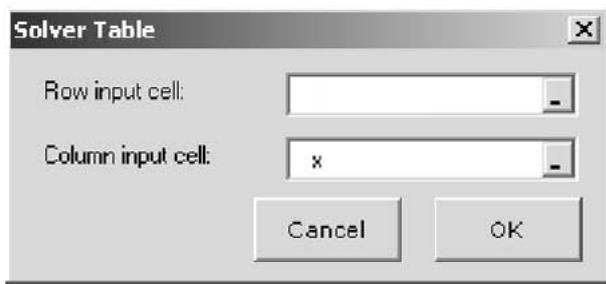 Solver Table
Row input cell:
Column input cell: x
Cancel OK